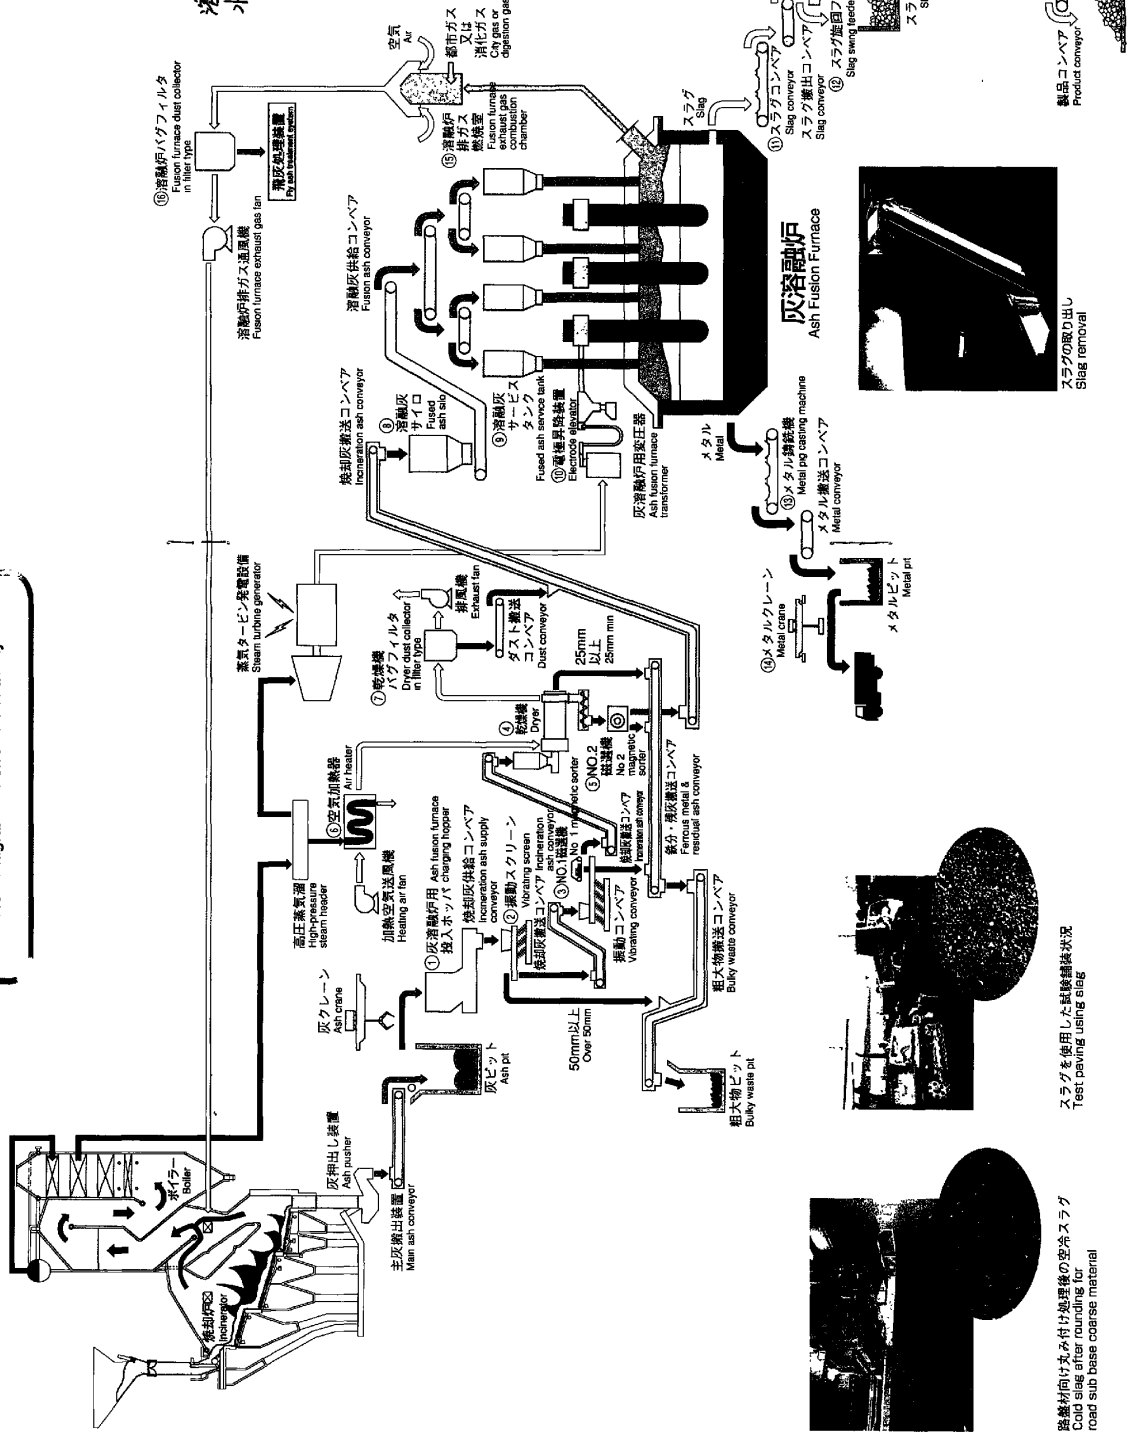 ⑯溶融炉バグフィルタ
Fusion furnace dust collector
in filter type
飛灰処理装置
Fly ash treatment system
溶融炉排ガス通風機
Fusion furnace exhaust gas fan
空気
Air
都市ガス
又は
消化ガス
City gas or
digestion gas
⑮溶融炉
排ガス
燃焼室
Fusion furnace
exhaust gas
combustion
chamber
スラグ
Slag
⑪スラグコンベア
Slag conveyor
スラグ搬出コンベア
Slag conveyor
⑫スラグ旋回フ
Slag swing feede
製品コンベア
Product conveyor
溶融灰供給コンベア
Fusion ash conveyor
焼却灰搬送コンベア
Incineration ash conveyor
⑧溶融灰
サイロ
Fused
ash silo
⑨溶融灰
サービス
タンク
Fused ash service tank
⑩電極昇降装置
Electrode elevator
灰溶融炉用変圧器
Ash fusion furnace
transformer
灰溶融炉
Ash Fusion Furnace
メタル
Metal
⑬メタル鋳銑機
Metal pig casting machine
メタル搬送コンベア
Metal conveyor
⑭メタルクレーン
Metal crane
メタルピット
Metal pit
スラグの取り出し
Slag removal
蒸気タービン発電設備
Steam turbine generator
⑦乾燥機
バグフィルタ
Dryer dust collector
in filter type
排風機
Exhaust fan
ダスト搬送
コンベア
Dust conveyor
25mm
以上
25mm min
④
乾燥機
Dryer
⑤NO.2
磁選機
No 2
magnetic
sorter
高圧蒸気溜
High-pressure
steam header
⑥空気加熱器
Air heater
加熱空気送風機
Heating air fan
①灰溶融炉用
投入ホッパ
Ash fusion furnace
charging hopper
焼却灰供給コンベア
Incineration ash supply
conveyor
②振動スクリーン
Vibrating screen
焼却灰搬送コンベア
Incineration
ash conveyor
③NO.1磁選機
No 1 magnetic sorter
振動コンベア
Vibrating conveyor
焼却灰搬送コンベア
Incineration ash conveyor
鉄分・残灰搬送コンベア
Ferrous metal &
residual ash conveyor
粗大物搬送コンベア
Bulky waste conveyor
50mm以上
Over 50mm
粗大物ピット
Bulky waste pit
灰クレーン
Ash crane
灰ピット
Ash pit
灰押出し装置
Ash pusher
主灰搬出装置
Main ash conveyor
ボイラー
Boiler
焼却炉
Incinerator
スラグを使用した試験舗装状況
Test paving using slag
路盤材向け丸み付け処理後の空冷スラグ
Cold slag after rounding for
road sub base coarse material